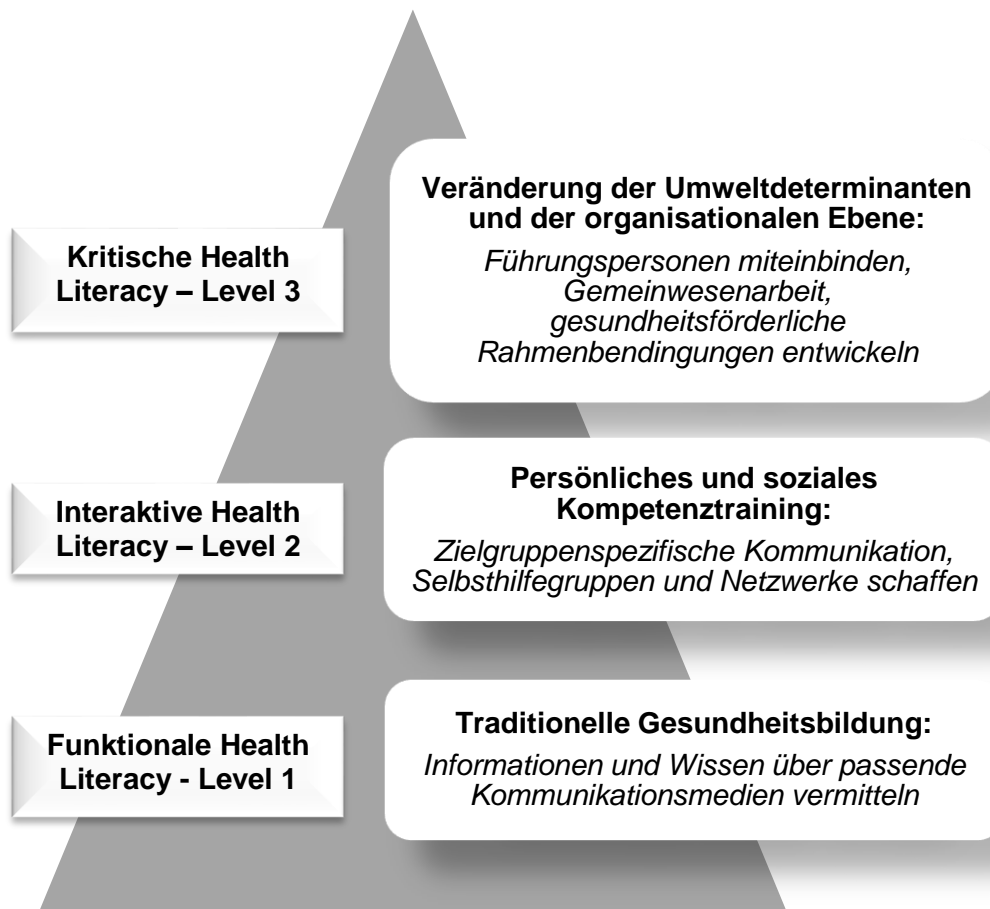 Kritische Health
Literacy – Level 3
Veränderung der Umweltdeterminanten
und der organisationalen Ebene:
Führungspersonen miteinbinden,
Gemeinwesenarbeit,
gesundheitsförderliche
Rahmenbendingungen entwickeln
Interaktive Health
Literacy – Level 2
Persönliches und soziales
Kompetenztraining:
Zielgruppenspezifische Kommunikation,
Selbsthilfegruppen und Netzwerke schaffen
Funktionale Health
Literacy - Level 1
Traditionelle Gesundheitsbildung:
Informationen und Wissen über passende
Kommunikationsmedien vermitteln